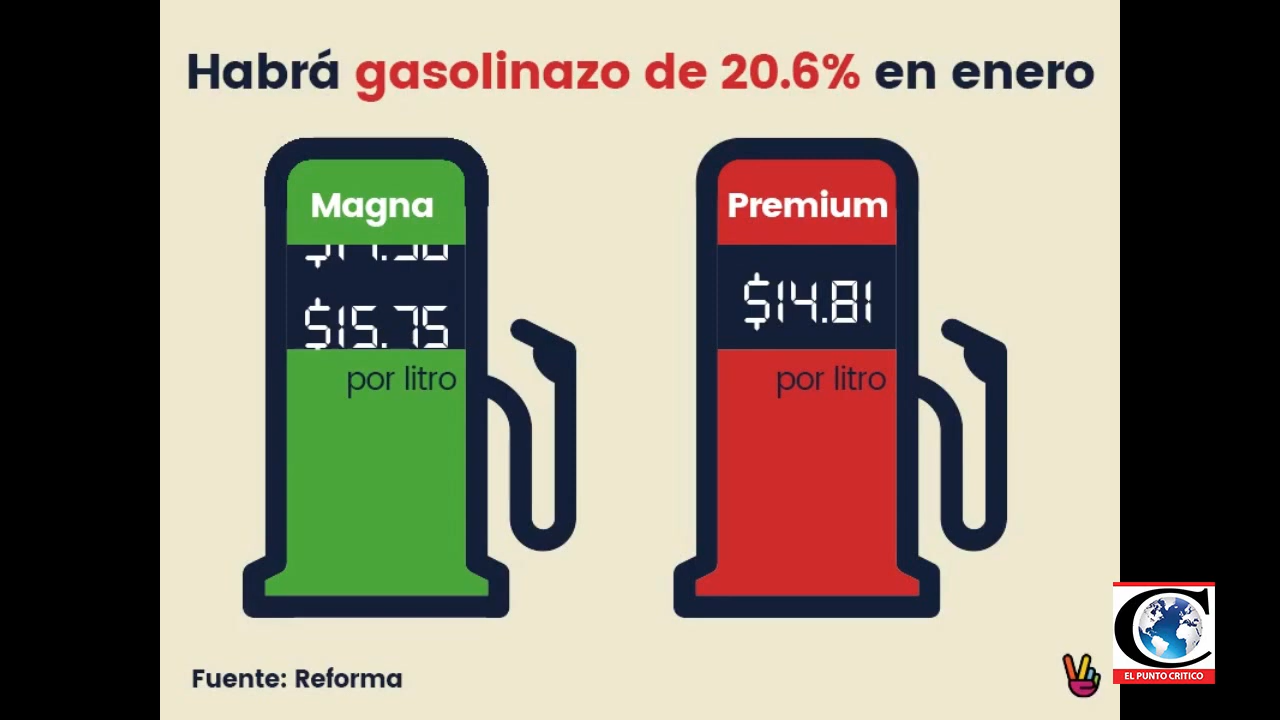 Habrá gasolinazo de 20.6% en enero
Magna
Premium
$15.75
$14.81
por litro
por litro
Fuente: Reforma
EL PUNTO CRITICO